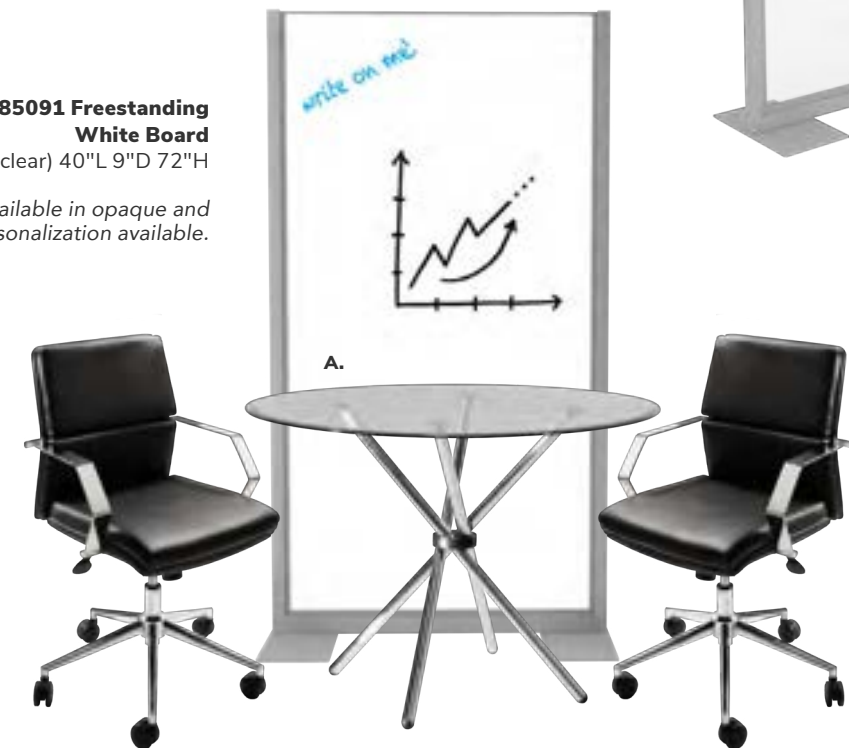 write on me!
85091 Freestanding
White Board
clear) 40"L 9"D 72"H
ailable in opaque and
sonalization available.
A.